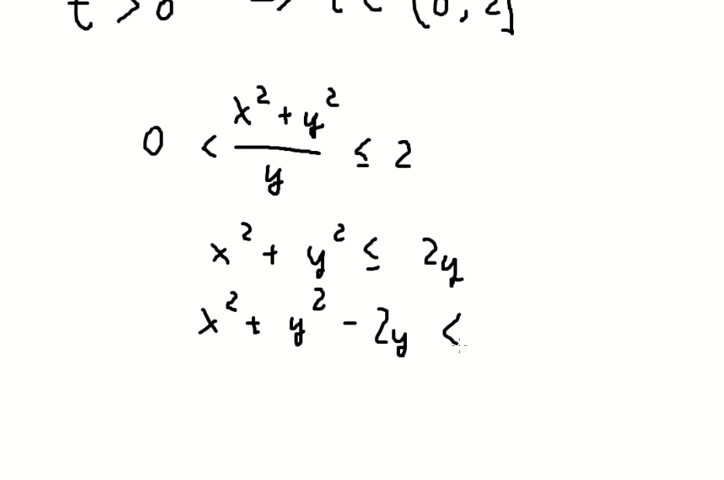 t > 0 => t ∈ (0, 2]
0 < (x² + y²)/y ≤ 2
x² + y² ≤ 2y
x² + y² - 2y <